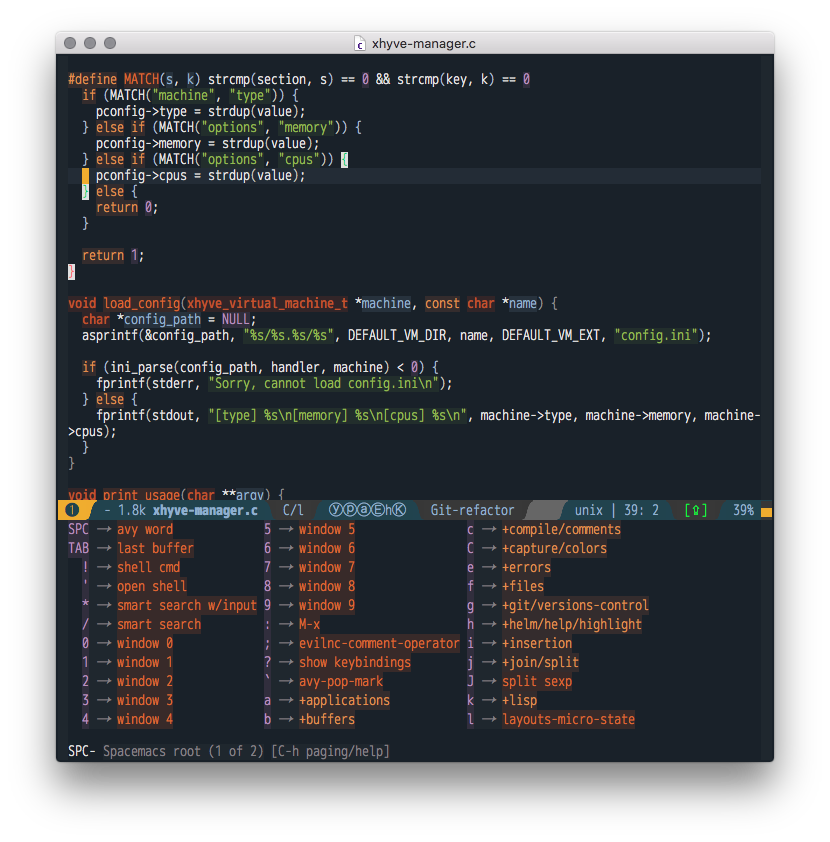 xhyve-manager.c
#define MATCH(s, k) strcmp(section, s) == 0 && strcmp(key, k) == 0
if (MATCH("machine", "type")) {
pconfig->type = strdup(value);
} else if (MATCH("options", "memory")) {
pconfig->memory = strdup(value);
} else if (MATCH("options", "cpus")) {
pconfig->cpus = strdup(value);
} else {
return 0;
}
return 1;
}
void load_config(xhyve_virtual_machine_t *machine, const char *name) {
char *config_path = NULL;
asprintf(&config_path, "%s/%s.%s/%s", DEFAULT_VM_DIR, name, DEFAULT_VM_EXT, "config.ini");
if (ini_parse(config_path, handler, machine) < 0) {
fprintf(stderr, "Sorry, cannot load config.ini\n");
} else {
fprintf(stdout, "[type] %s\n[memory] %s\n[cpus] %s\n", machine->type, machine->memory, machine-
>cpus);
}
}
void print_usage(char **argv) {
① - 1.8k xhyve-manager.c C/l ⓨⓟⓐⒺⓗⓀ Git-refactor unix | 39: 2 [⇪] 39%
SPC → avy word 5 → window 5 c → +compile/comments
TAB → last buffer 6 → window 6 C → +capture/colors
! → shell cmd 7 → window 7 e → +errors
' → open shell 8 → window 8 f → +files
* → smart search w/input 9 → window 9 g → +git/versions-control
/ → smart search : → M-x h → +helm/help/highlight
0 → window 0 ; → evilnc-comment-operator i → +insertion
1 → window 1 ? → show keybindings j → +join/split
2 → window 2 ` → avy-pop-mark J → split sexp
3 → window 3 a → +applications k → +lisp
4 → window 4 b → +buffers l → layouts-micro-state
SPC- Spacemacs root (1 of 2) [C-h paging/help]